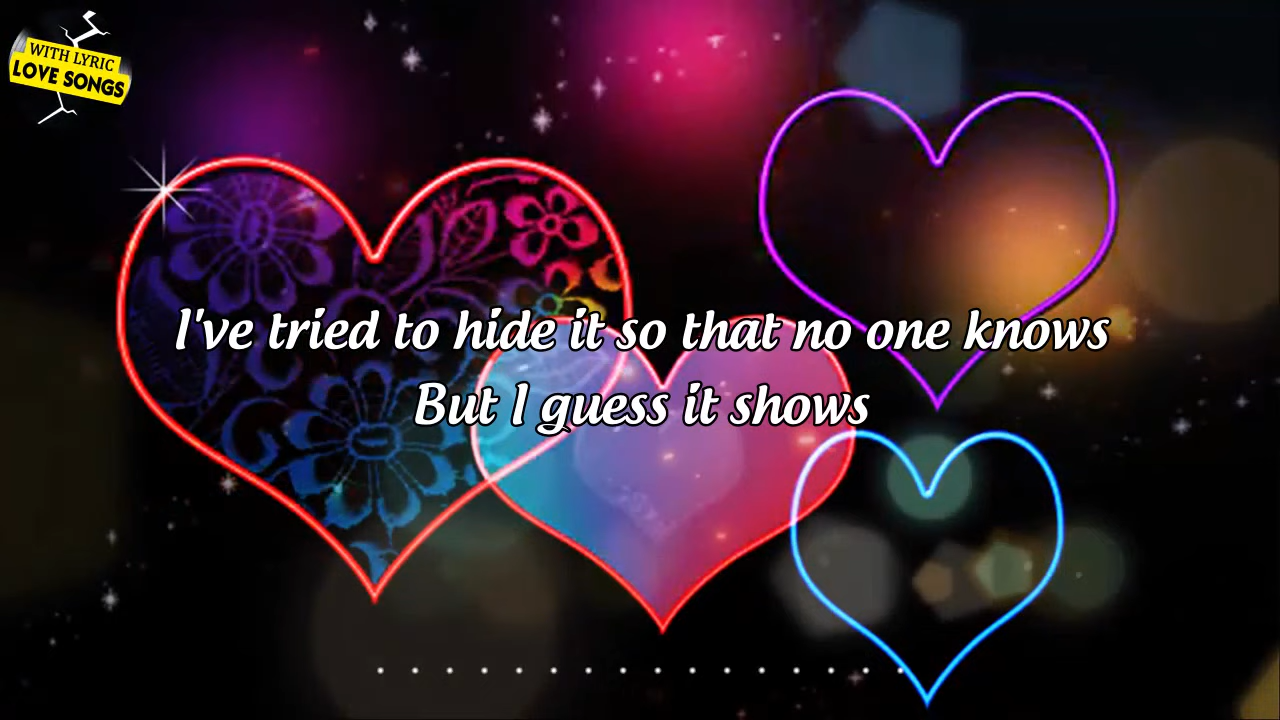 WITH LYRIC
LOVE SONGS
I've tried to hide it so that no one knows
But I guess it shows